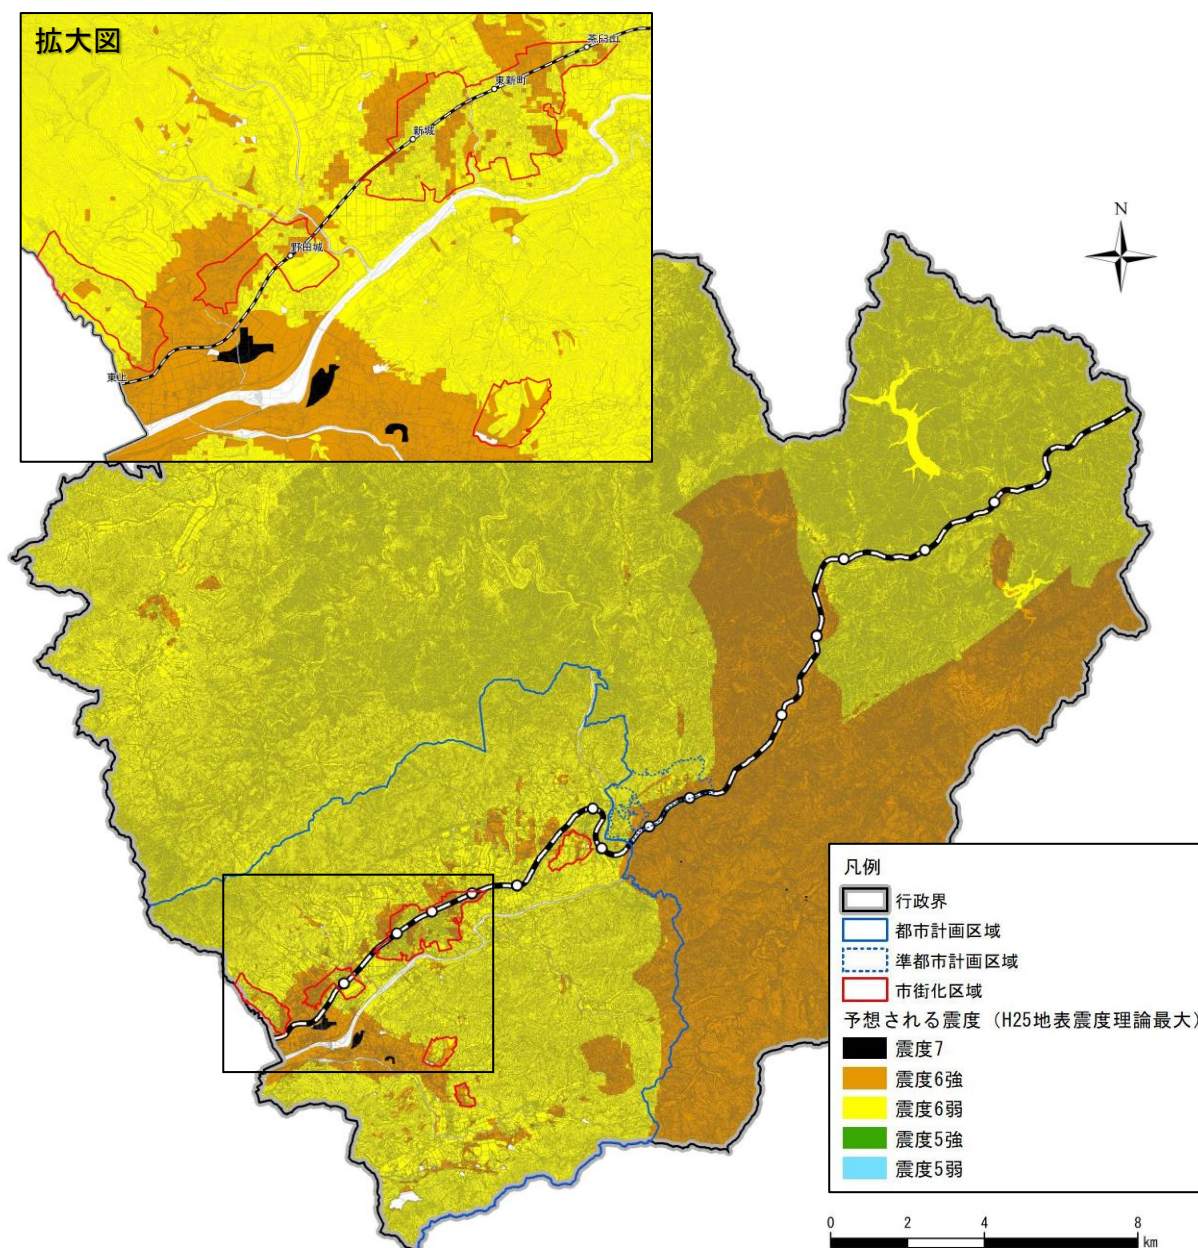 拡大図
茶臼山
東新町
新城
野田城
東上
N
凡例
行政界
都市計画区域
準都市計画区域
市街化区域
予想される震度（H25地表震度理論最大）
震度7
震度6強
震度6弱
震度5強
震度5弱
0 2 4 8
km